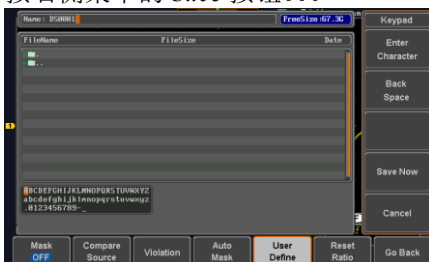 Name: DS0001
FreeSize:67.3G
Keypad
FileName FileSize Date
Enter
Character
.
..
Back
Space
1
Save Now
ABCDEFGHIJKLMNOPQRSTUVWXYZ
abcdefghijklmnopqrstuvwxyz
.0123456789-_
Cancel
Mask
OFF
Compare
Source
Violation
Auto
Mask
User
Define
Reset
Ratio
Go Back